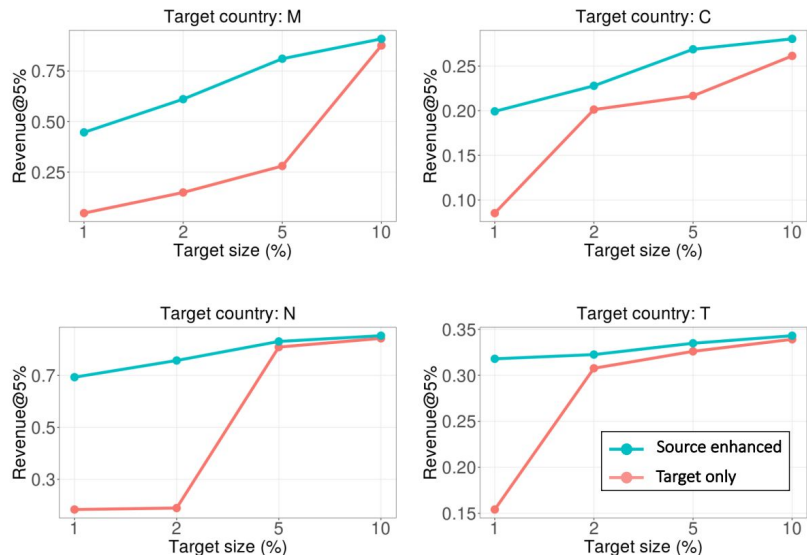 Target country: M
Revenue@5%
0.75
0.50
0.25
1 2 5 10
Target size (%)
Target country: C
Revenue@5%
0.25
0.20
0.15
0.10
1 2 5 10
Target size (%)
Target country: N
Revenue@5%
0.7
0.5
0.3
1 2 5 10
Target size (%)
Target country: T
Revenue@5%
0.35
0.30
0.25
0.20
0.15
Source enhanced
Target only
1 2 5 10
Target size (%)